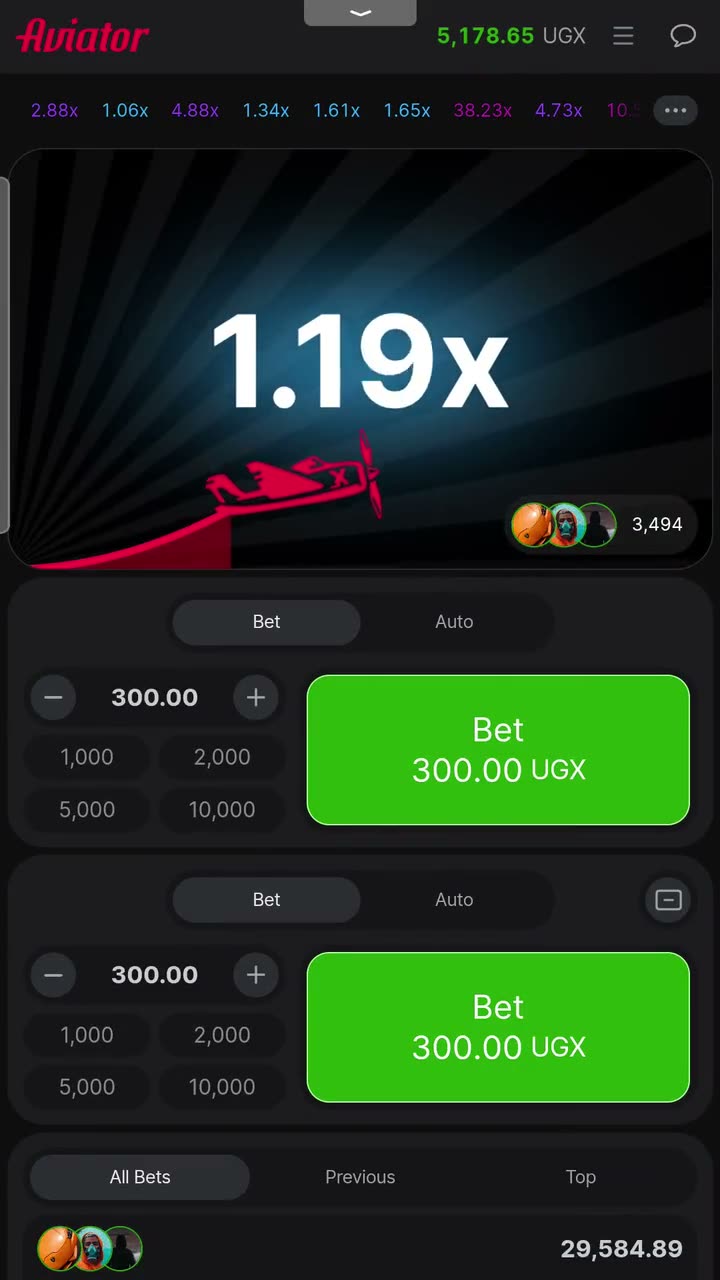 Aviator
5,178.65 UGX
2.88x 1.06x 4.88x 1.34x 1.61x 1.65x 38.23x 4.73x
1.19x
X
3,494
Bet Auto
300.00
1,000 2,000
5,000 10,000
Bet
300.00 UGX
Bet Auto
300.00
1,000 2,000
5,000 10,000
Bet
300.00 UGX
All Bets Previous Top
29,584.89